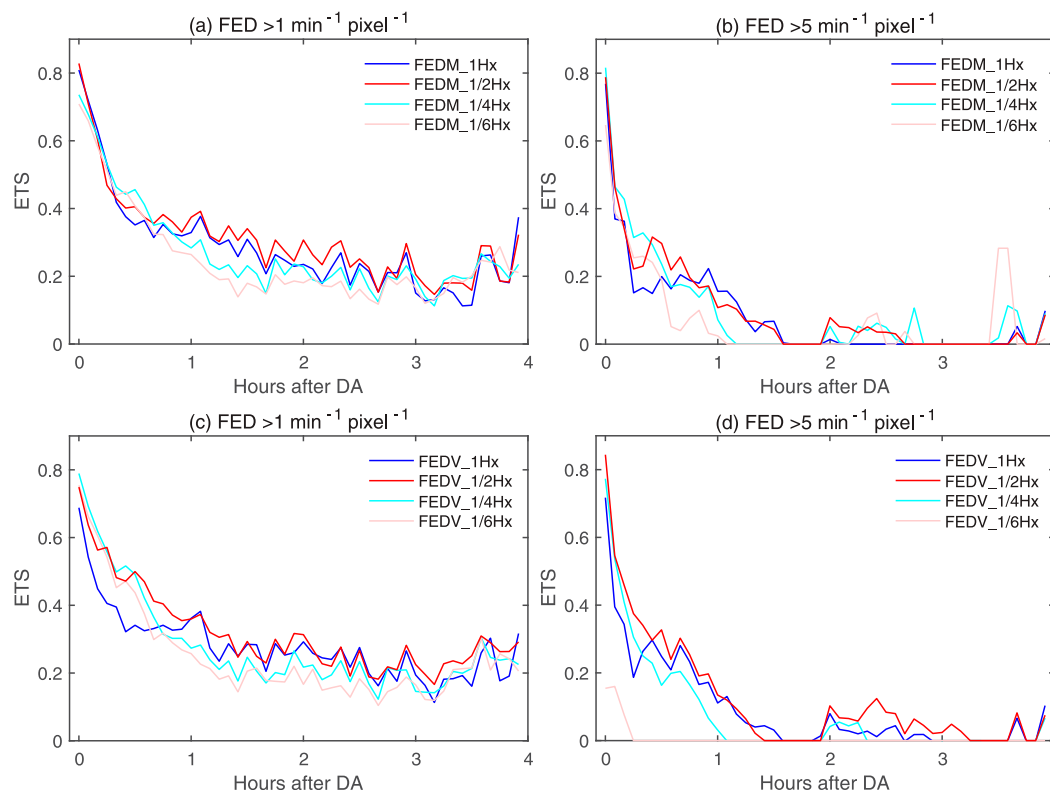 (a) FED >1 min⁻¹ pixel⁻¹
ETS
0.8
0.6
0.4
0.2
0
FEDM_1Hx
FEDM_1/2Hx
FEDM_1/4Hx
FEDM_1/6Hx
0 1 2 3 4
Hours after DA
(b) FED >5 min⁻¹ pixel⁻¹
ETS
0.8
0.6
0.4
0.2
0
FEDM_1Hx
FEDM_1/2Hx
FEDM_1/4Hx
FEDM_1/6Hx
0 1 2 3
Hours after DA
(c) FED >1 min⁻¹ pixel⁻¹
ETS
0.8
0.6
0.4
0.2
0
FEDV_1Hx
FEDV_1/2Hx
FEDV_1/4Hx
FEDV_1/6Hx
0 1 2 3 4
Hours after DA
(d) FED >5 min⁻¹ pixel⁻¹
ETS
0.8
0.6
0.4
0.2
0
FEDV_1Hx
FEDV_1/2Hx
FEDV_1/4Hx
FEDV_1/6Hx
0 1 2 3
Hours after DA